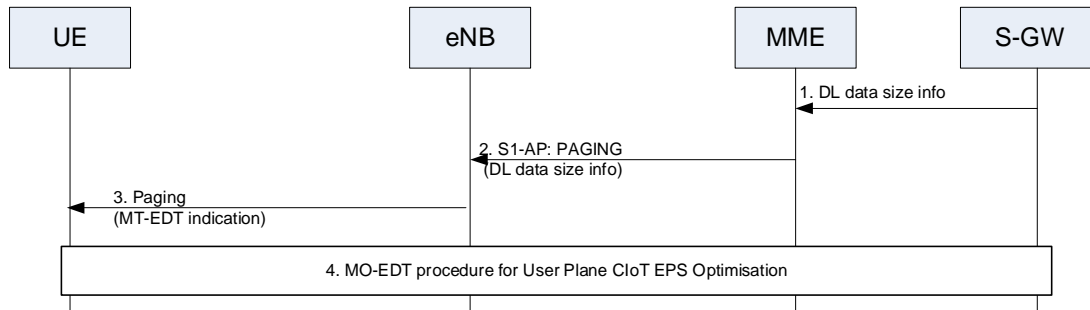 UE
eNB
MME
S-GW
1. DL data size info
2. S1-AP: PAGING
(DL data size info)
3. Paging
(MT-EDT indication)
4. MO-EDT procedure for User Plane CIoT EPS Optimisation